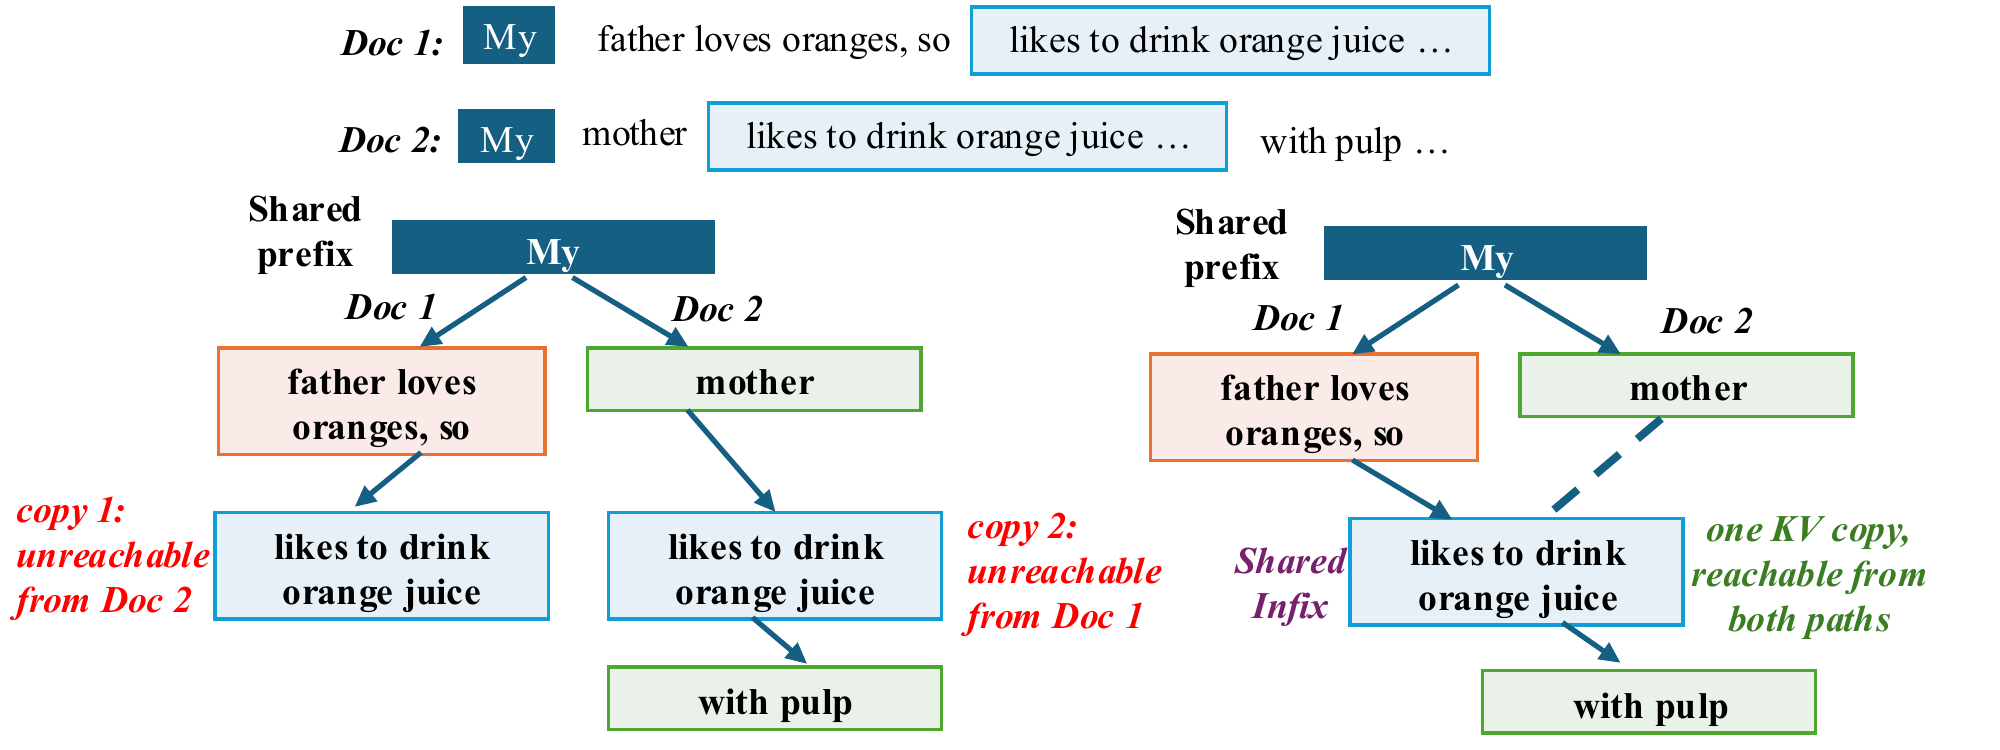 Doc 1: My father loves oranges, so likes to drink orange juice …
Doc 2: My mother likes to drink orange juice … with pulp …
Shared
prefix
My
Doc 1
Doc 2
father loves
oranges, so
mother
copy 1:
unreachable
from Doc 2
likes to drink
orange juice
likes to drink
orange juice
copy 2:
unreachable
from Doc 1
with pulp
Shared
prefix
My
Doc 1
Doc 2
father loves
oranges, so
mother
Shared
Infix
likes to drink
orange juice
one KV copy,
reachable from
both paths
with pulp